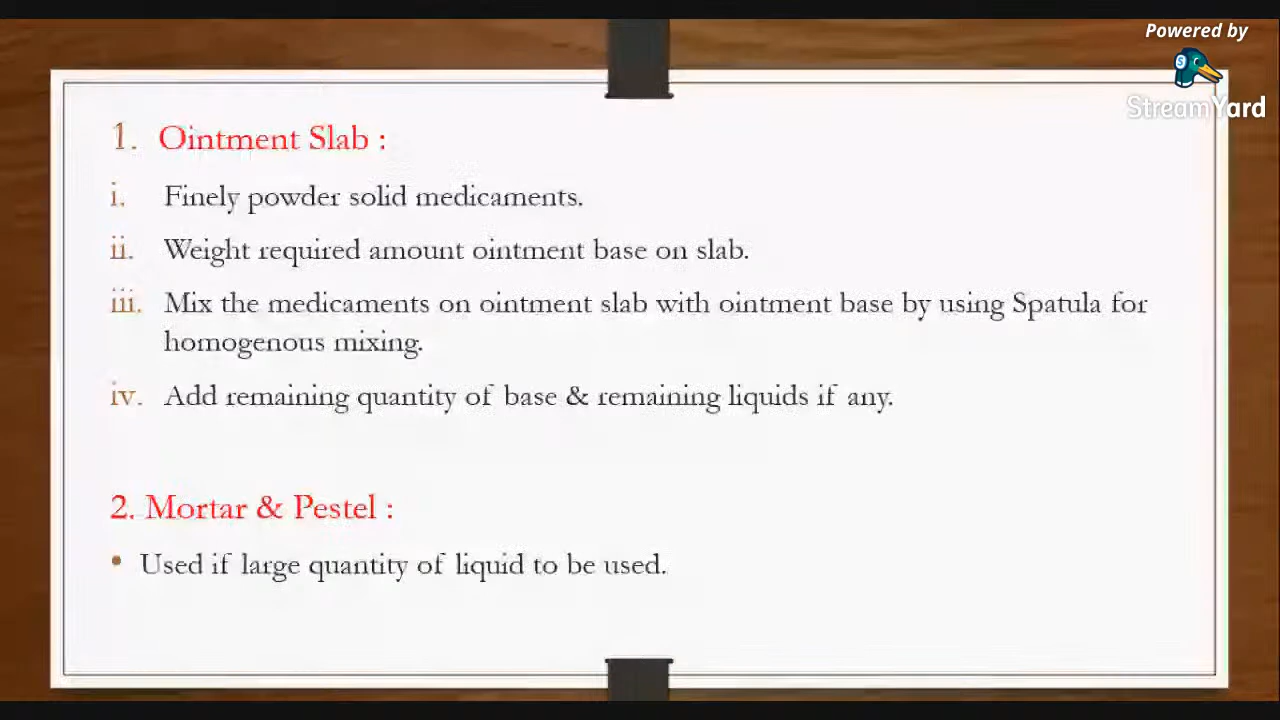 Powered by
StreamYard
1. Ointment Slab :
i. Finely powder solid medicaments.
ii. Weight required amount ointment base on slab.
iii. Mix the medicaments on ointment slab with ointment base by using Spatula for
homogenous mixing.
iv. Add remaining quantity of base & remaining liquids if any.
2. Mortar & Pestel :
• Used if large quantity of liquid to be used.